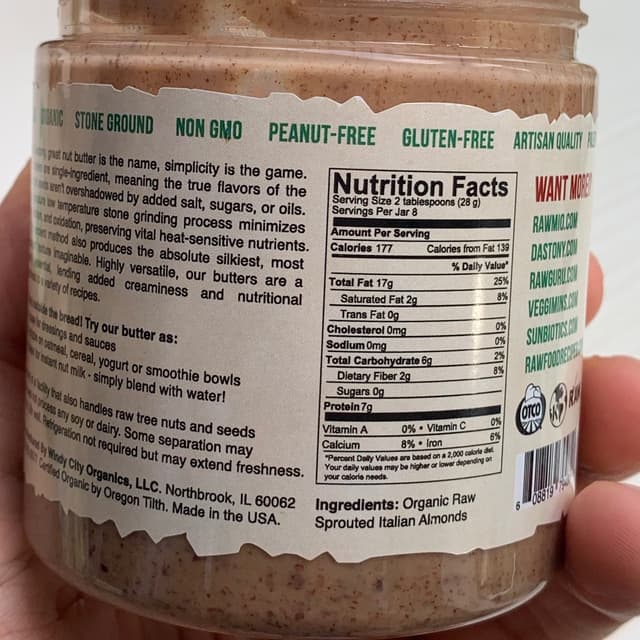 STONE GROUND NON GMO PEANUT-FREE GLUTEN-FREE ARTISAN QUALITY
great nut butter is the name, simplicity is the game.
single-ingredient, meaning the true flavors of the
aren't overshadowed by added salt, sugars, or oils.
low temperature stone grinding process minimizes
and oxidation, preserving vital heat-sensitive nutrients.
method also produces the absolute silkiest, most
imaginable. Highly versatile, our butters are a
lending added creaminess and nutritional
variety of recipes.
the bread! Try our butter as:
dressings and sauces
on oatmeal, cereal, yogurt or smoothie bowls
instant nut milk - simply blend with water!
facility that also handles raw tree nuts and seeds
process any soy or dairy. Some separation may
Refrigeration not required but may extend freshness.
by Windy City Organics, LLC. Northbrook, IL 60062
Certified Organic by Oregon Tilth. Made in the USA.
Nutrition Facts
Serving Size 2 tablespoons (28 g)
Servings Per Jar 8
Amount Per Serving
Calories 177 Calories from Fat 139
% Daily Value*
Total Fat 17g 25%
Saturated Fat 2g 8%
Trans Fat 0g
Cholesterol 0mg 0%
Sodium 0mg 0%
Total Carbohydrate 6g 2%
Dietary Fiber 2g 8%
Sugars 0g
Protein 7g
Vitamin A 0% • Vitamin C 0%
Calcium 8% • Iron 6%
*Percent Daily Values are based on a 2,000 calorie diet.
Your daily values may be higher or lower depending on
your calorie needs.
Ingredients: Organic Raw
Sprouted Italian Almonds
WANT MORE?
RAWMIO.COM
DASTONY.COM
RAWGURU.COM
VEGGIMINS.COM
SUNBIOTICS.COM
OTCO
K
6 08819